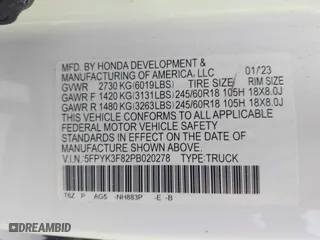 MFD. BY HONDA DEVELOPMENT &
MANUFACTURING OF AMERICA, LLC 01/23
GVWR 2730 KG(6019LBS) TIRE SIZE RIM SIZE
GAWR F 1420 KG(3131LBS) 245/60R18 105H 18X8.0J
GAWR R 1480 KG(3263LBS) 245/60R18 105H 18X8.0J
THIS VEHICLE CONFORMS TO ALL APPLICABLE
FEDERAL MOTOR VEHICLE SAFETY
STANDARDS IN EFFECT ON THE DATE OF
MANUFACTURE SHOWN ABOVE.
V.I.N. 5FPYK3F82PB020278 TYPE:TRUCK
T6Z P AG5 -NH883P -E -B
DEALERSHIP IN GARAGE